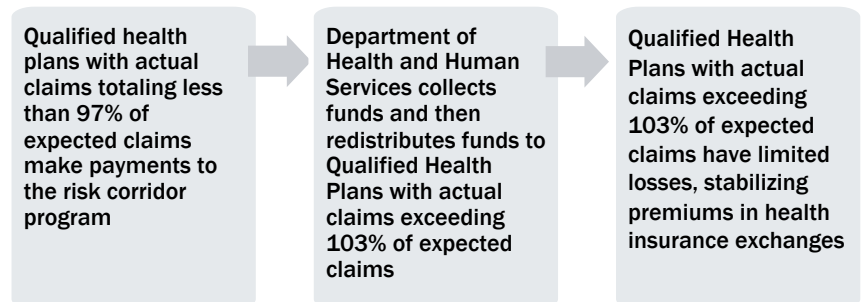 Qualified health
plans with actual
claims totaling less
than 97% of
expected claims
make payments to
the risk corridor
program
Department of
Health and Human
Services collects
funds and then
redistributes funds to
Qualified Health
Plans with actual
claims exceeding
103% of expected
claims
Qualified Health
Plans with actual
claims exceeding
103% of expected
claims have limited
losses, stabilizing
premiums in health
insurance exchanges